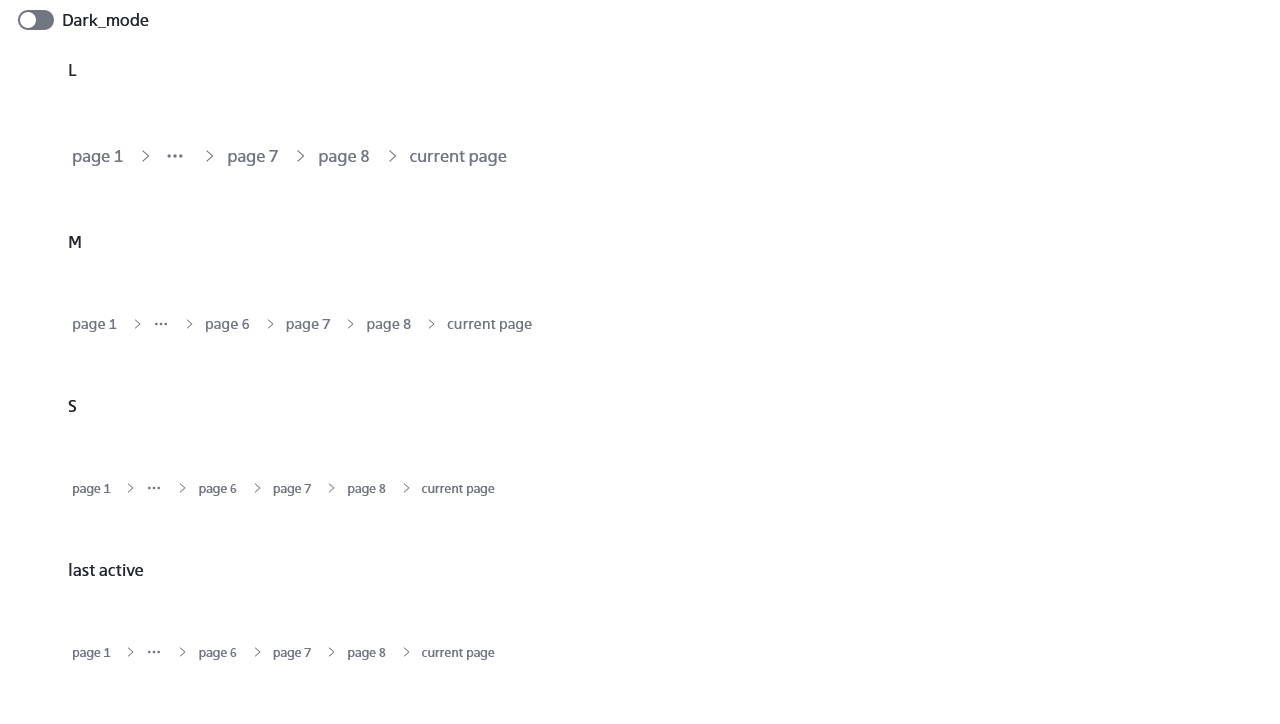 Dark_mode
L
page 1 > ... > page 7 > page 8 > current page
M
page 1 > ... > page 6 > page 7 > page 8 > current page
S
page 1 > ... > page 6 > page 7 > page 8 > current page
last active
page 1 > ... > page 6 > page 7 > page 8 > current page